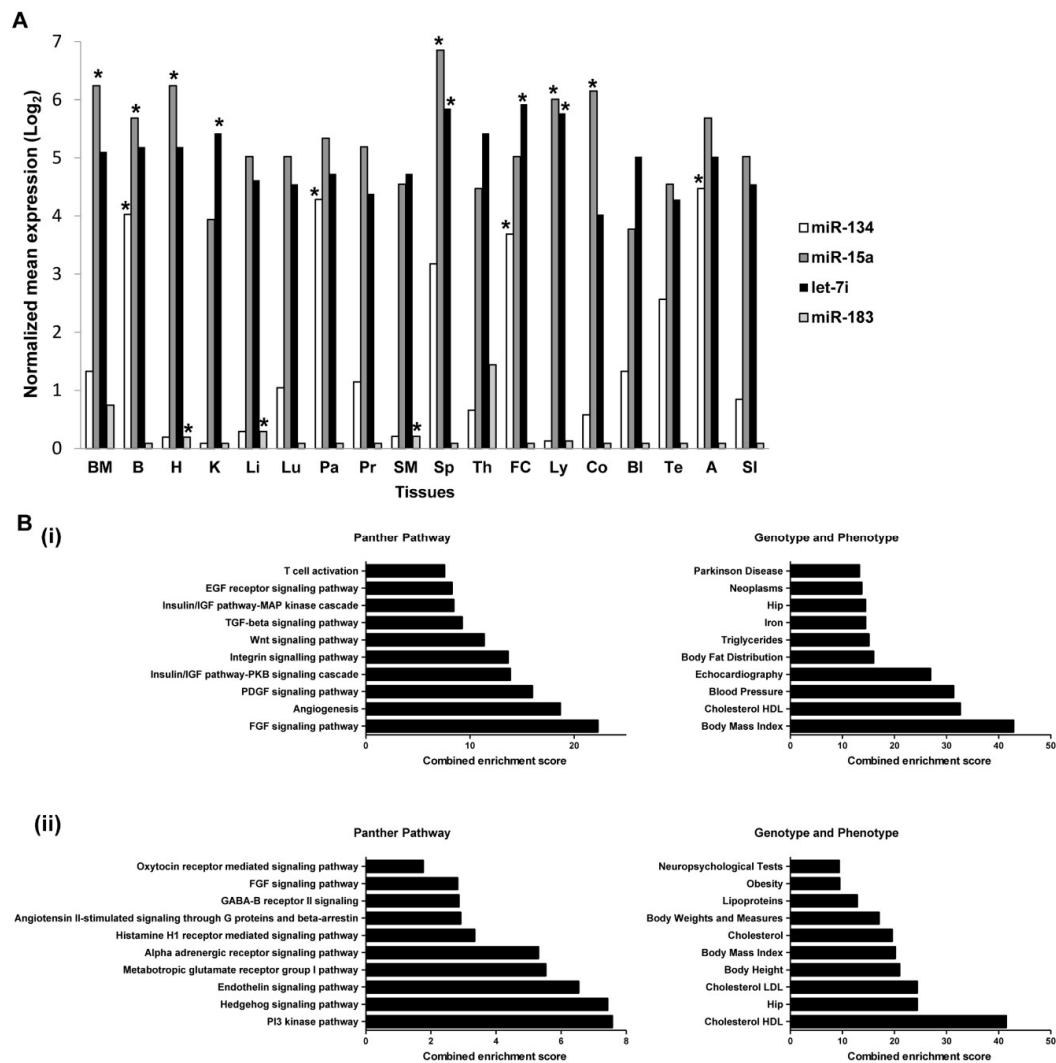 A
Normalized mean expression (Log2)
7
6
5
4
3
2
1
0
* * * * * * * * * * * * * * * * *
BM B H K Li Lu Pa Pr SM Sp Th FC Ly Co Bl Te A SI
Tissues
miR-134
miR-15a
let-7i
miR-183
B
(i)
Panther Pathway
T cell activation
EGF receptor signaling pathway
Insulin/IGF pathway-MAP kinase cascade
TGF-beta signaling pathway
Wnt signaling pathway
Integrin signalling pathway
Insulin/IGF pathway-PKB signaling cascade
PDGF signaling pathway
Angiogenesis
FGF signaling pathway
0 10 20
Combined enrichment score
Genotype and Phenotype
Parkinson Disease
Neoplasms
Hip
Iron
Triglycerides
Body Fat Distribution
Echocardiography
Blood Pressure
Cholesterol HDL
Body Mass Index
0 10 20 30 40 50
Combined enrichment score
(ii)
Panther Pathway
Oxytocin receptor mediated signaling pathway
FGF signaling pathway
GABA-B receptor II signaling
Angiotensin II-stimulated signaling through G proteins and beta-arrestin
Histamine H1 receptor mediated signaling pathway
Alpha adrenergic receptor signaling pathway
Metabotropic glutamate receptor group I pathway
Endothelin signaling pathway
Hedgehog signaling pathway
PI3 kinase pathway
0 2 4 6 8
Combined enrichment score
Genotype and Phenotype
Neuropsychological Tests
Obesity
Lipoproteins
Body Weights and Measures
Cholesterol
Body Mass Index
Body Height
Cholesterol LDL
Hip
Cholesterol HDL
0 10 20 30 40 50
Combined enrichment score